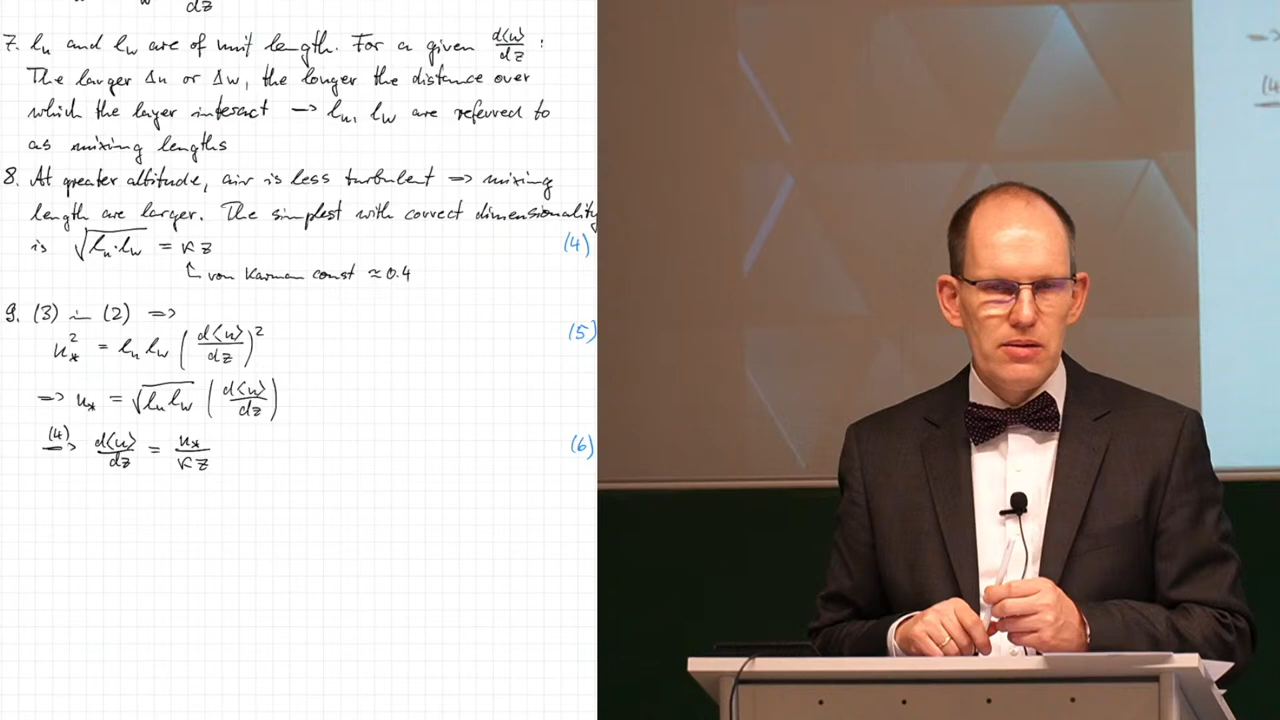 dz
7. lu and lw are of unit length. For a given d⟨u⟩/dz :
The larger Δu or Δw, the longer the distance over
which the layer interact → lu, lw are referred to
as mixing lengths
8. At greater altitude, air is less turbulent => mixing
length are larger. The simplest with correct dimensionality
is √(lu·lw) = κ z (4)
von Karman const ≈ 0.4
9. (3) in (2) =>
u*² = lu lw (d⟨u⟩/dz)² (5)
=> u* = √(lu lw) (d⟨u⟩/dz)
(4) => d⟨u⟩/dz = u*/κz (6)